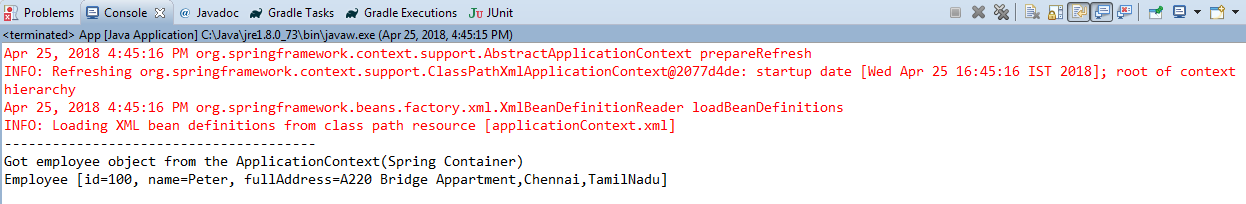 Problems Console Javadoc Gradle Tasks Gradle Executions JUnit
<terminated> App [Java Application] C:\Java\jre1.8.0_73\bin\javaw.exe (Apr 25, 2018, 4:45:15 PM)
Apr 25, 2018 4:45:16 PM org.springframework.context.support.AbstractApplicationContext prepareRefresh
INFO: Refreshing org.springframework.context.support.ClassPathXmlApplicationContext@2077d4de: startup date [Wed Apr 25 16:45:16 IST 2018]; root of context
hierarchy
Apr 25, 2018 4:45:16 PM org.springframework.beans.factory.xml.XmlBeanDefinitionReader loadBeanDefinitions
INFO: Loading XML bean definitions from class path resource [applicationContext.xml]
---------------------------------------
Got employee object from the ApplicationContext(Spring Container)
Employee [id=100, name=Peter, fullAddress=A220 Bridge Appartment,Chennai,TamilNadu]